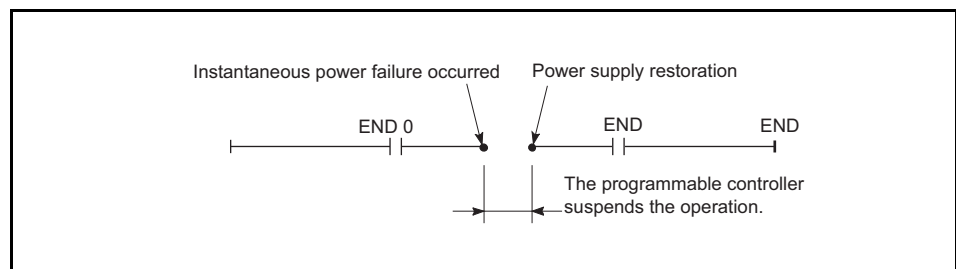 Instantaneous power failure occurred
Power supply restoration
END 0
END
END
The programmable controller
suspends the operation.